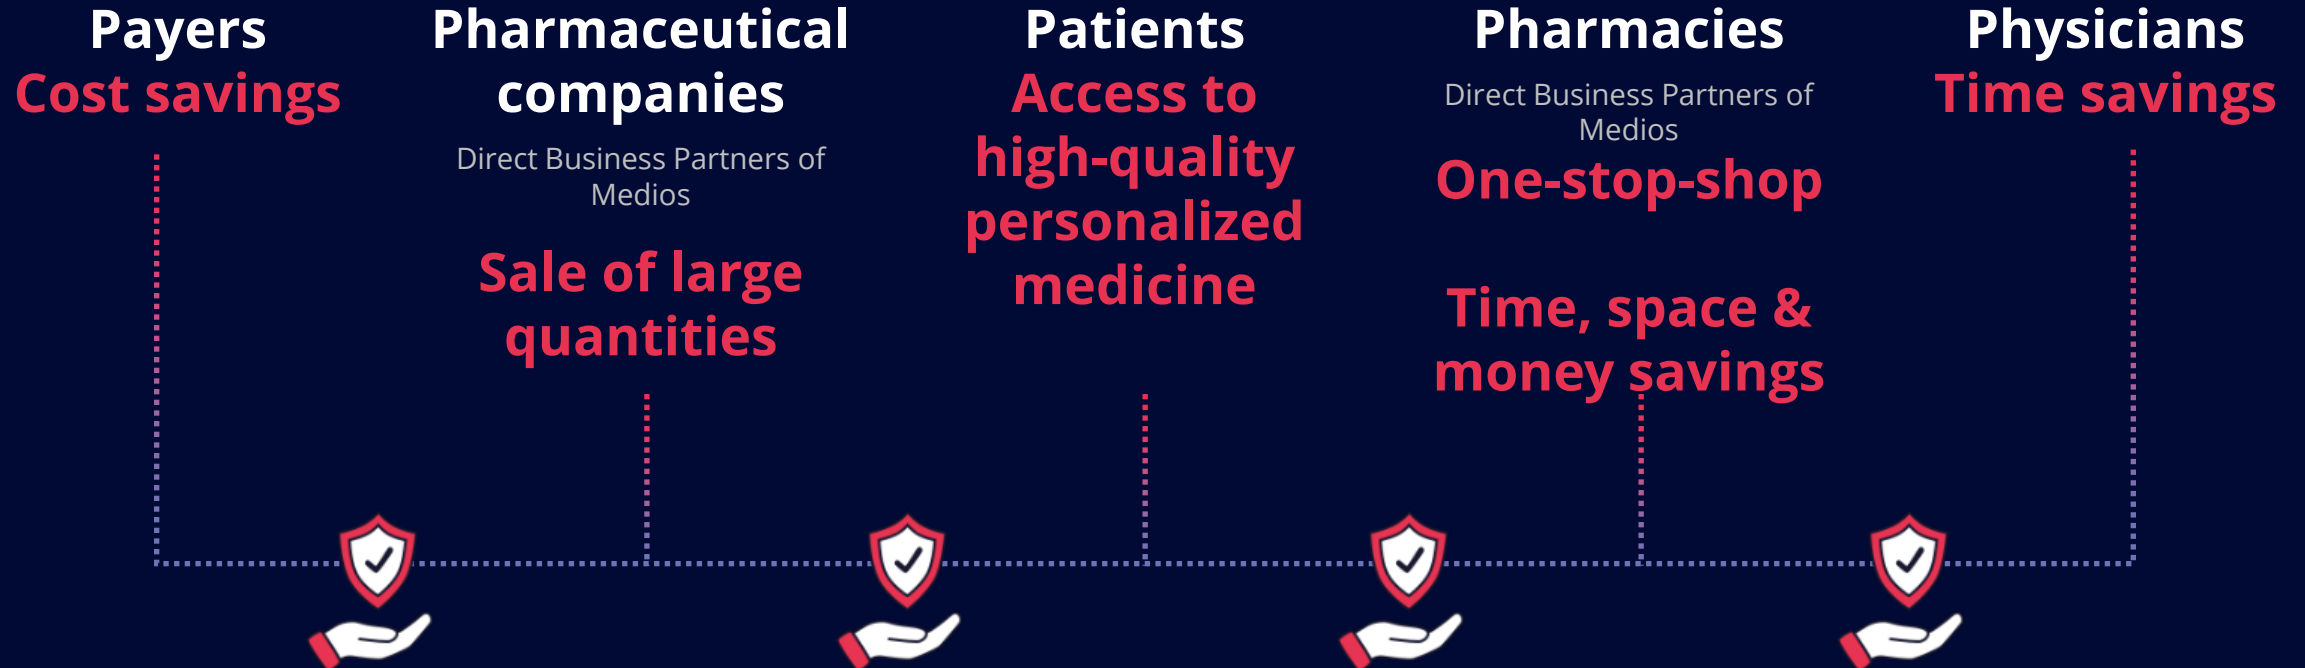 Payers
Cost savings
Pharmaceutical
companies
Direct Business Partners of
Medios
Sale of large
quantities
Patients
Access to
high-quality
personalized
medicine
Pharmacies
Direct Business Partners of
Medios
One-stop-shop
Time, space &
money savings
Physicians
Time savings